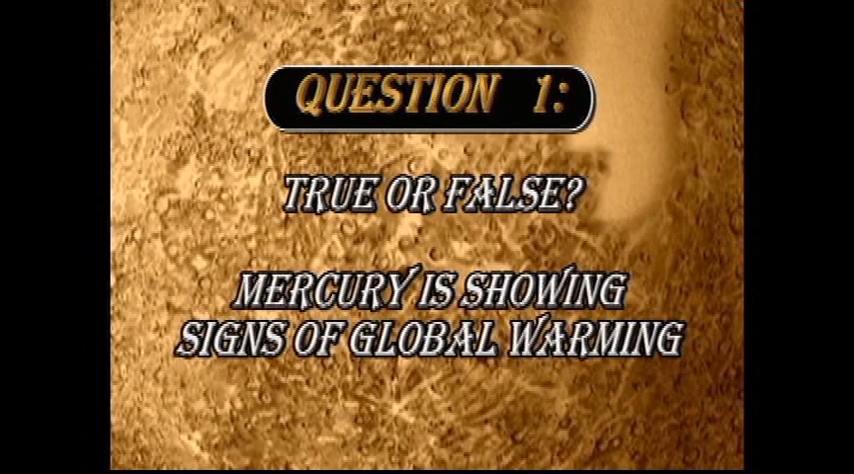 QUESTION 1:
TRUE OR FALSE?
MERCURY IS SHOWING
SIGNS OF GLOBAL WARMING